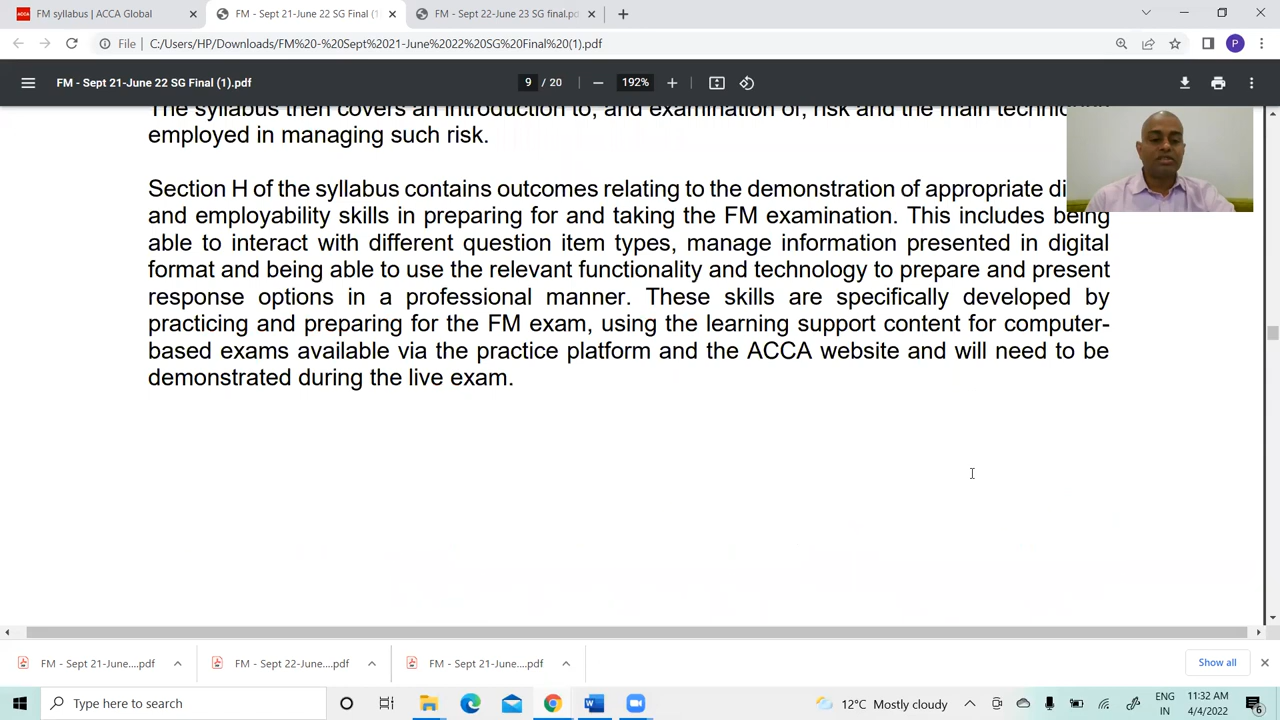 FM syllabus | ACCA Global
FM - Sept 21-June 22 SG Final (1
FM - Sept 22-June 23 SG final.pd
File
C:/Users/HP/Downloads/FM%20-%20Sept%2021-June%2022%20SG%20Final%20(1).pdf
P
FM - Sept 21-June 22 SG Final (1).pdf
9 / 20
192%
The syllabus then covers an introduction to, and examination of, risk and the main
employed in managing such risk.
Section H of the syllabus contains outcomes relating to the demonstration of appropriate
and employability skills in preparing for and taking the FM examination. This includes being
able to interact with different question item types, manage information presented in digital
format and being able to use the relevant functionality and technology to prepare and present
response options in a professional manner. These skills are specifically developed by
practicing and preparing for the FM exam, using the learning support content for computer-
based exams available via the practice platform and the ACCA website and will need to be
demonstrated during the live exam.
FM - Sept 21-June....pdf
FM - Sept 22-June....pdf
FM - Sept 21-June....pdf
Show all
Type here to search
12°C Mostly cloudy
ENG
IN
11:32 AM
4/4/2022
6